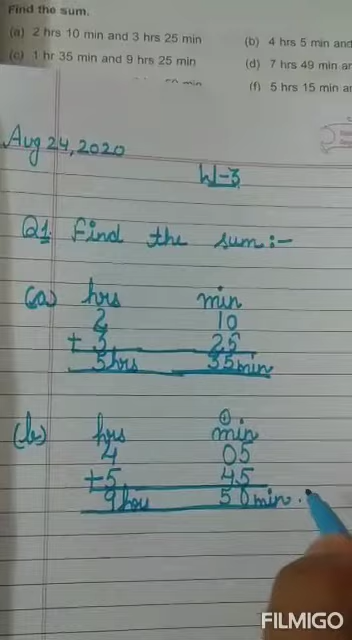 Find the sum.
(a) 2 hrs 10 min and 3 hrs 25 min
(b) 4 hrs 5 min and
(c) 1 hr 35 min and 9 hrs 25 min
(d) 7 hrs 49 min a
(f) 5 hrs 15 min a
Aug 24, 2020
W-3
Q1. Find the sum:-
(a) hrs min
2 10
+ 3 25
5 hrs 35 min
1
(b) hrs min
4 05
+ 5 45
9 hou 50 min.
FILMIGO